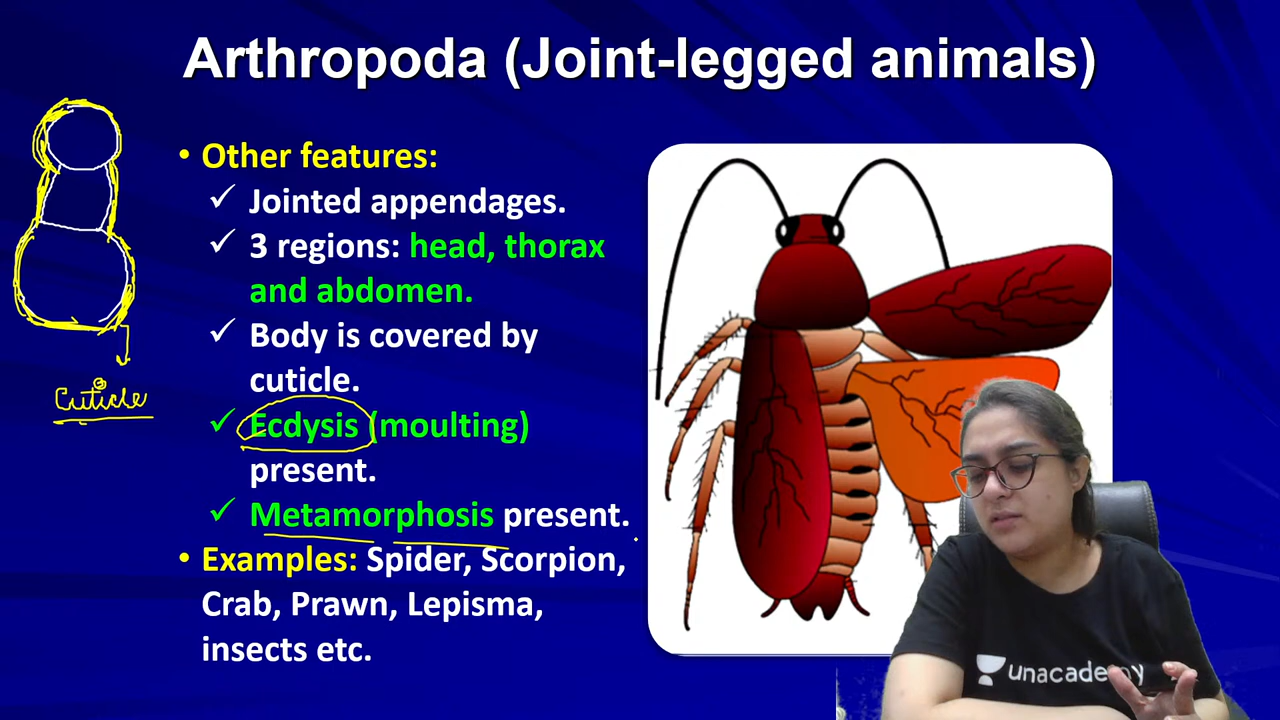 Arthropoda (Joint-legged animals)
• Other features:
✓ Jointed appendages.
✓ 3 regions: head, thorax
and abdomen.
✓ Body is covered by
cuticle.
✓ Ecdysis (moulting)
present.
✓ Metamorphosis present.
• Examples: Spider, Scorpion,
Crab, Prawn, Lepisma,
insects etc.
Cuticle
unacademy